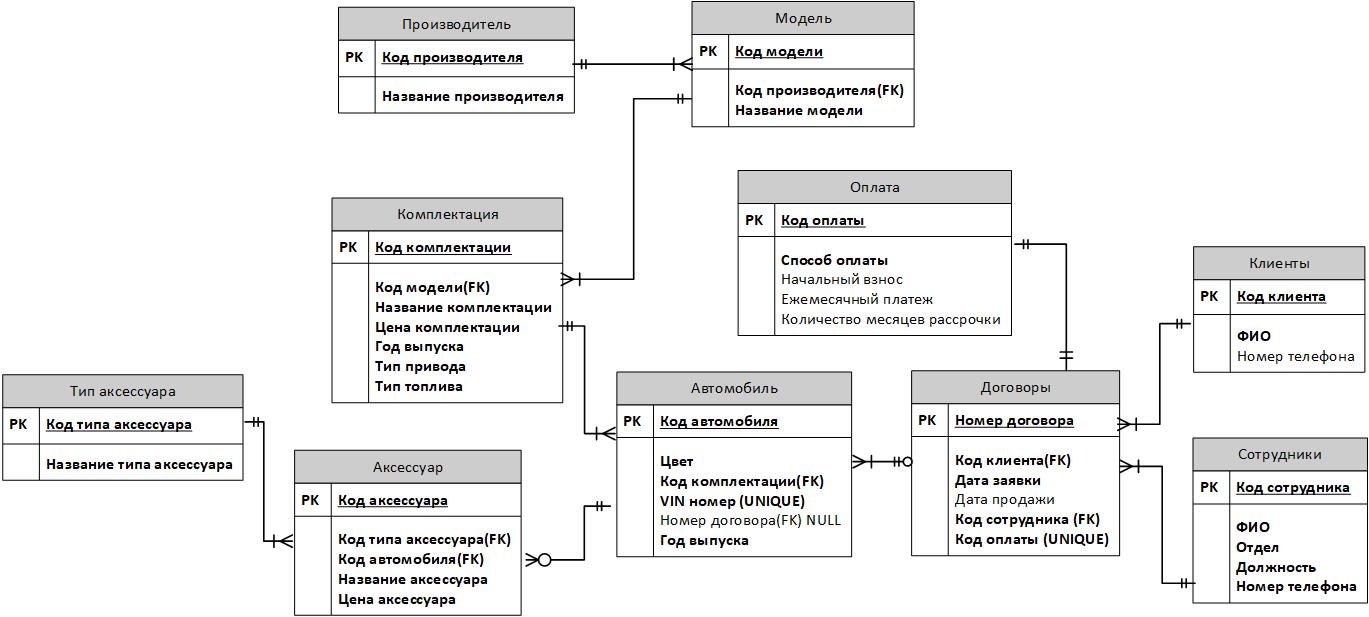 Производитель
PK Код производителя
Название производителя
Модель
PK Код модели
Код производителя(FK)
Название модели
Комплектация
PK Код комплектации
Код модели(FK)
Название комплектации
Цена комплектации
Год выпуска
Тип привода
Тип топлива
Оплата
PK Код оплаты
Способ оплаты
Начальный взнос
Ежемесячный платеж
Количество месяцев рассрочки
Клиенты
PK Код клиента
ФИО
Номер телефона
Тип аксессуара
PK Код типа аксессуара
Название типа аксессуара
Аксессуар
PK Код аксессуара
Код типа аксессуара(FK)
Код автомобиля(FK)
Название аксессуара
Цена аксессуара
Автомобиль
PK Код автомобиля
Цвет
Код комплектации(FK)
VIN номер (UNIQUE)
Номер договора(FK) NULL
Год выпуска
Договоры
PK Номер договора
Код клиента(FK)
Дата заявки
Дата продажи
Код сотрудника (FK)
Код оплаты (UNIQUE)
Сотрудники
PK Код сотрудника
ФИО
Отдел
Должность
Номер телефона